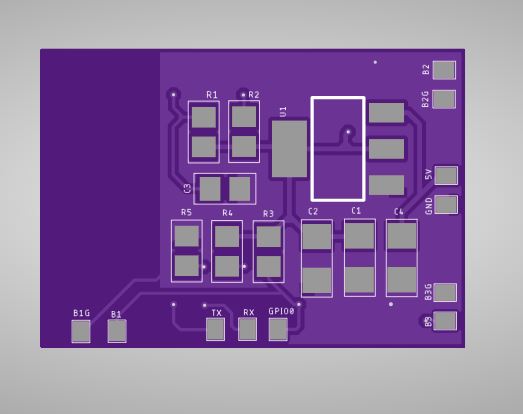 B2
R1 R2
B2G
U1
5V
C3
GND
R5 R4 R3 C2 C1 C4
B3G
B1G B1 TX RX GPIO0 B3